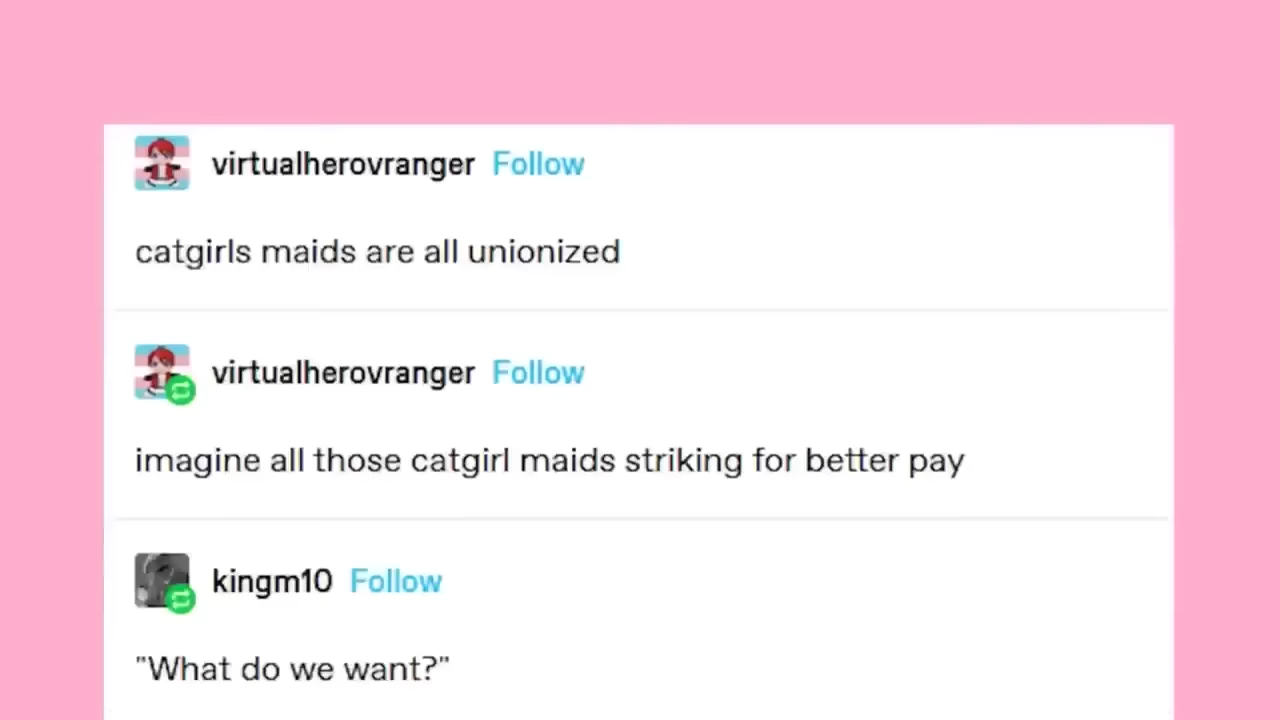 virtualherovranger Follow
catgirls maids are all unionized
virtualherovranger Follow
imagine all those catgirl maids striking for better pay
kingm10 Follow
"What do we want?"